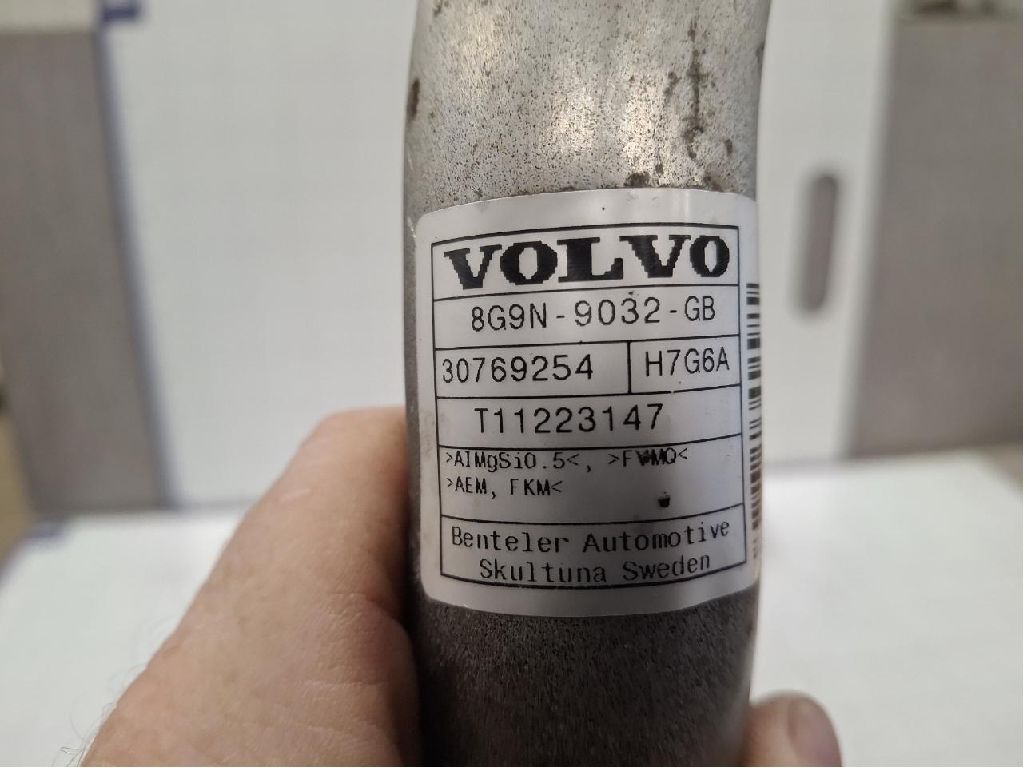 VOLVO
8G9N-9032-GB
30769254 H7G6A
T11223147
>AlMgSi0.5<, >FVMQ<
>AEM, FKM<
Benteler Automotive
Skultuna Sweden